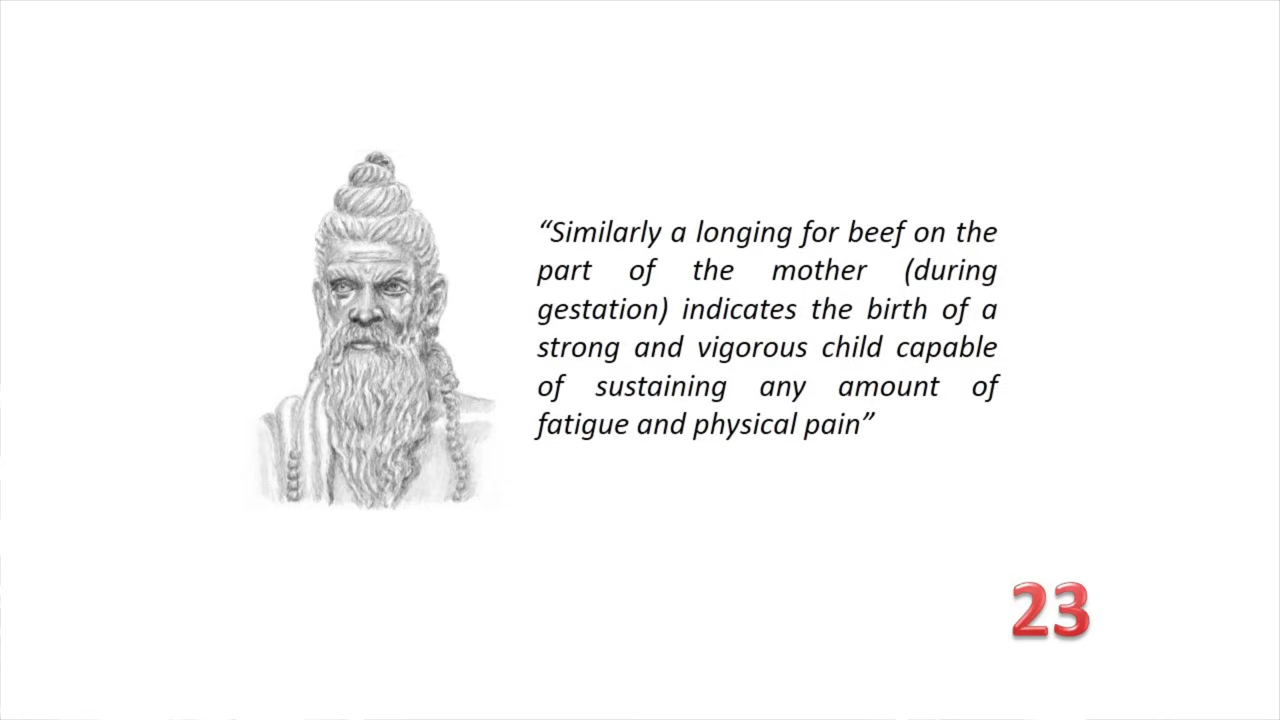 “Similarly a longing for beef on the
part of the mother (during
gestation) indicates the birth of a
strong and vigorous child capable
of sustaining any amount of
fatigue and physical pain”
23